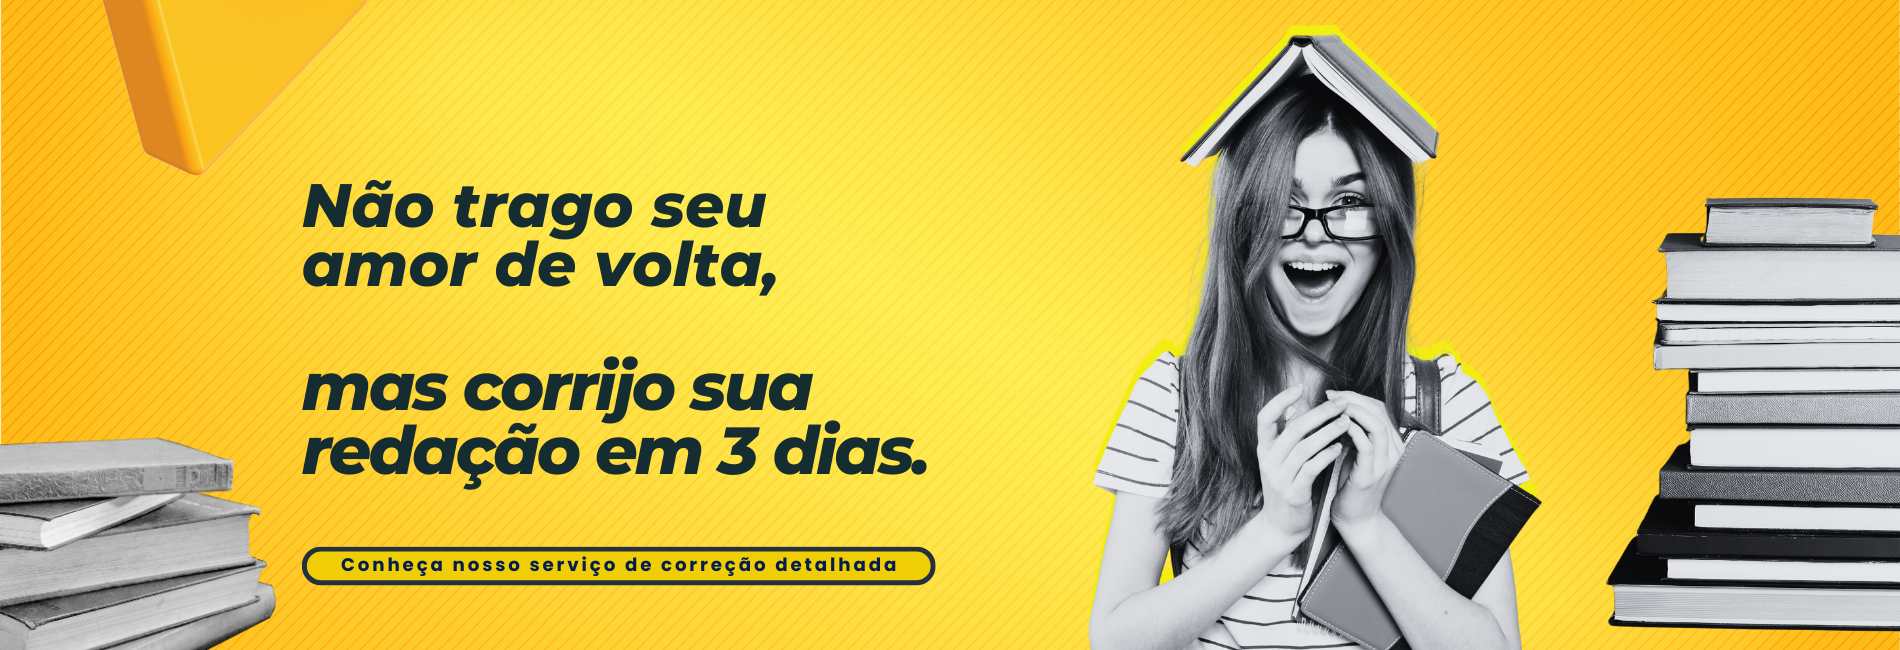 Não trago seu
amor de volta,
mas corrijo sua
redação em 3 dias.
Conheça nosso serviço de correção detalhada